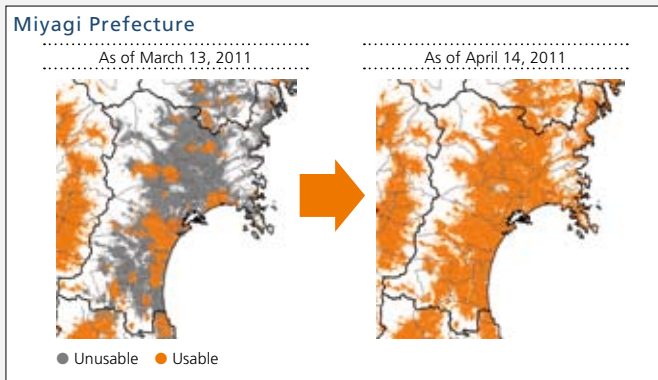 Miyagi Prefecture
As of March 13, 2011
As of April 14, 2011
Unusable Usable